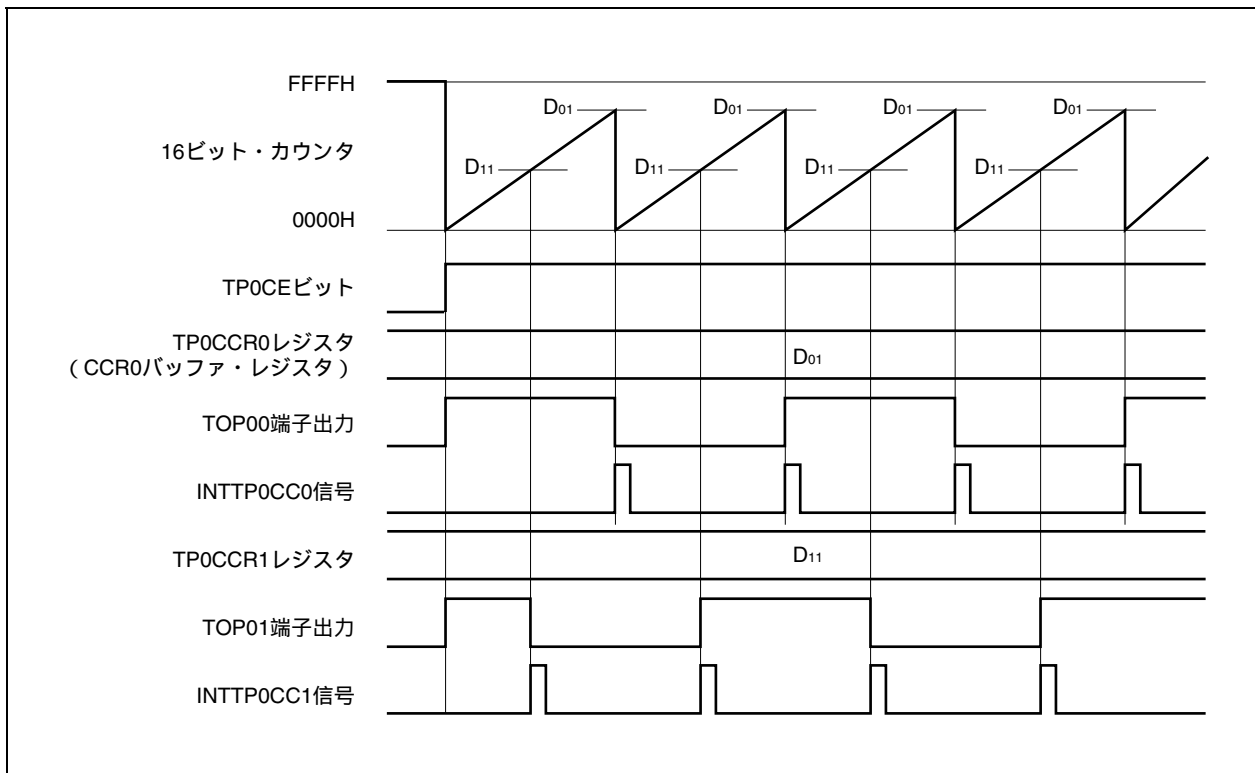 FFFFH
D01 D01 D01 D01
16ビット・カウンタ
D11 D11 D11 D11
0000H
TP0CEビット
TP0CCR0レジスタ
（CCR0バッファ・レジスタ）
D01
TOP00端子出力
INTTP0CC0信号
TP0CCR1レジスタ
D11
TOP01端子出力
INTTP0CC1信号